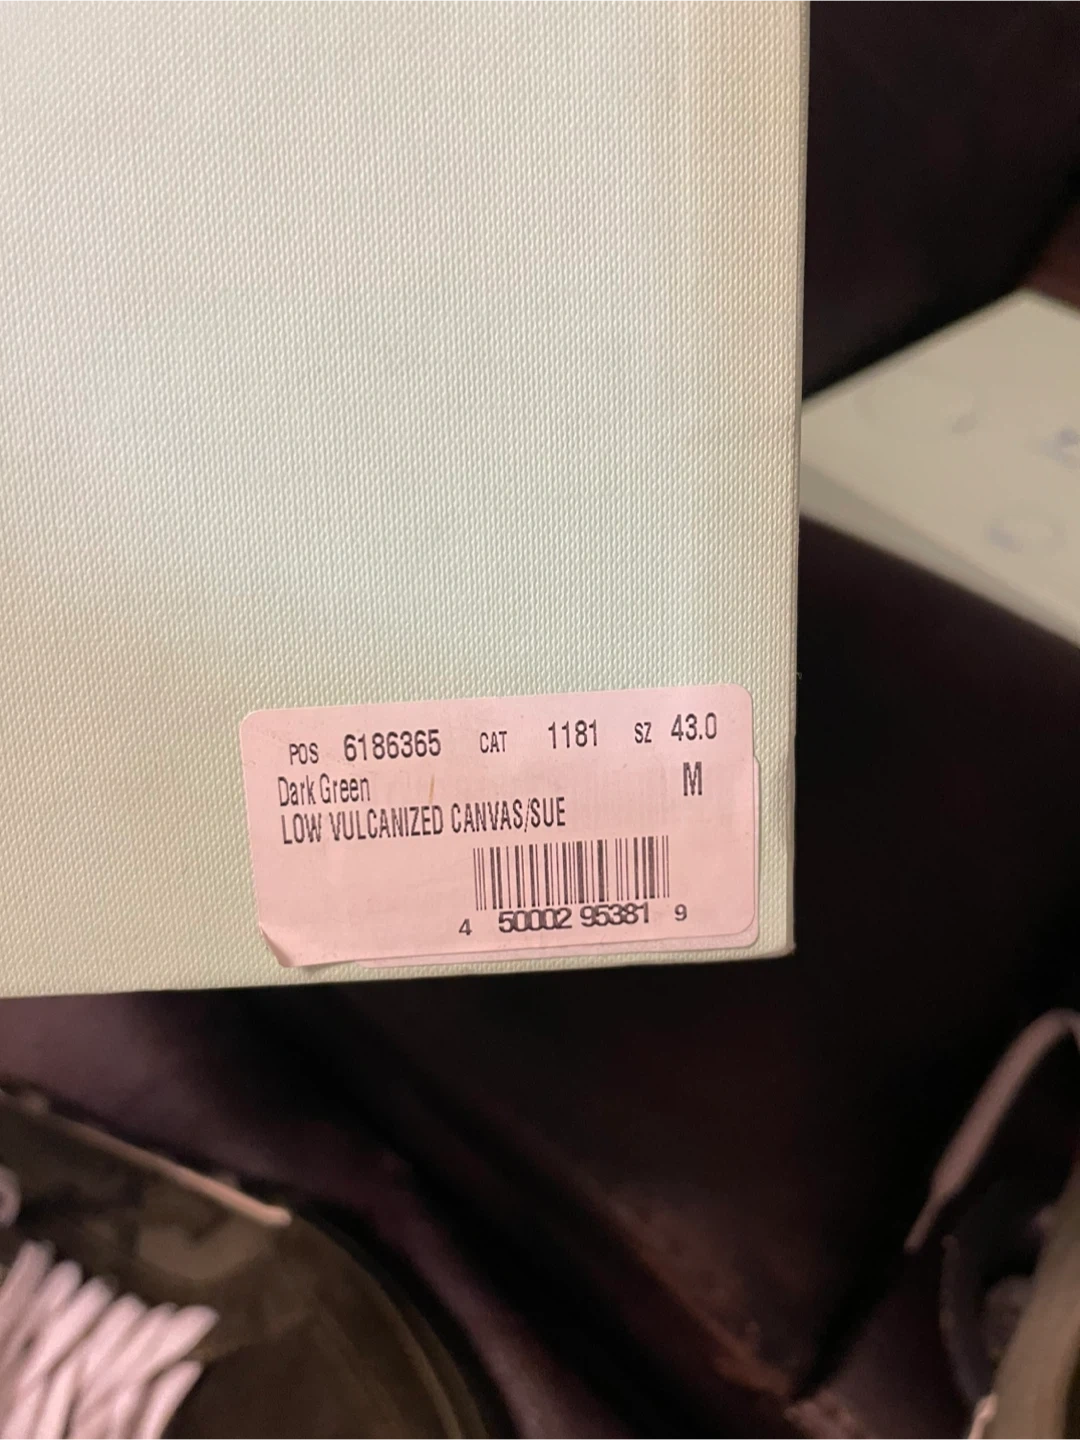 POS 6186365 CAT 1181 SZ 43.0
Dark Green M
LOW VULCANIZED CANVAS/SUE
4 50002 95381 9